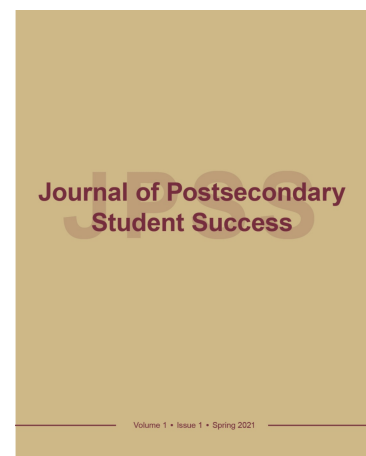 JPSS
Journal of Postsecondary
Student Success
Volume 1 • Issue 1 • Spring 2021